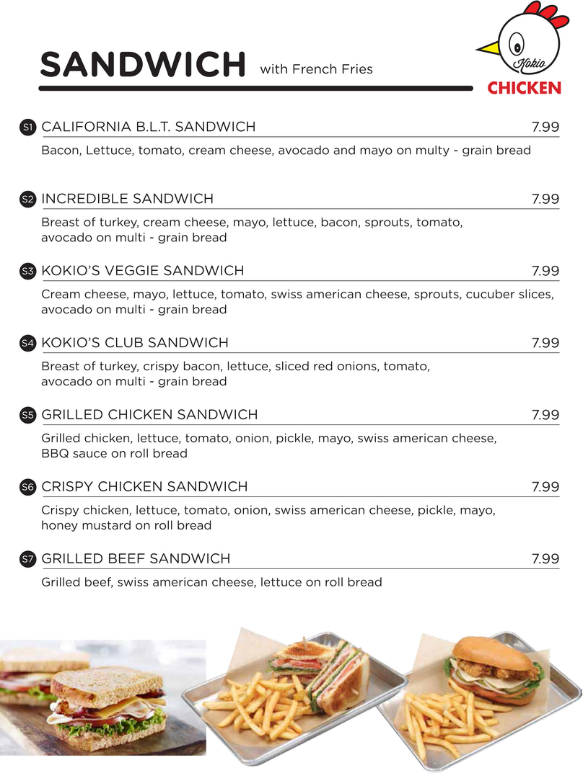 SANDWICH with French Fries
Kokio
CHICKEN
S1 CALIFORNIA B.L.T. SANDWICH 7.99
Bacon, Lettuce, tomato, cream cheese, avocado and mayo on multy - grain bread
S2 INCREDIBLE SANDWICH 7.99
Breast of turkey, cream cheese, mayo, lettuce, bacon, sprouts, tomato,
avocado on multi - grain bread
S3 KOKIO'S VEGGIE SANDWICH 7.99
Cream cheese, mayo, lettuce, tomato, swiss american cheese, sprouts, cucuber slices,
avocado on multi - grain bread
S4 KOKIO'S CLUB SANDWICH 7.99
Breast of turkey, crispy bacon, lettuce, sliced red onions, tomato,
avocado on multi - grain bread
S5 GRILLED CHICKEN SANDWICH 7.99
Grilled chicken, lettuce, tomato, onion, pickle, mayo, swiss american cheese,
BBQ sauce on roll bread
S6 CRISPY CHICKEN SANDWICH 7.99
Crispy chicken, lettuce, tomato, onion, swiss american cheese, pickle, mayo,
honey mustard on roll bread
S7 GRILLED BEEF SANDWICH 7.99
Grilled beef, swiss american cheese, lettuce on roll bread